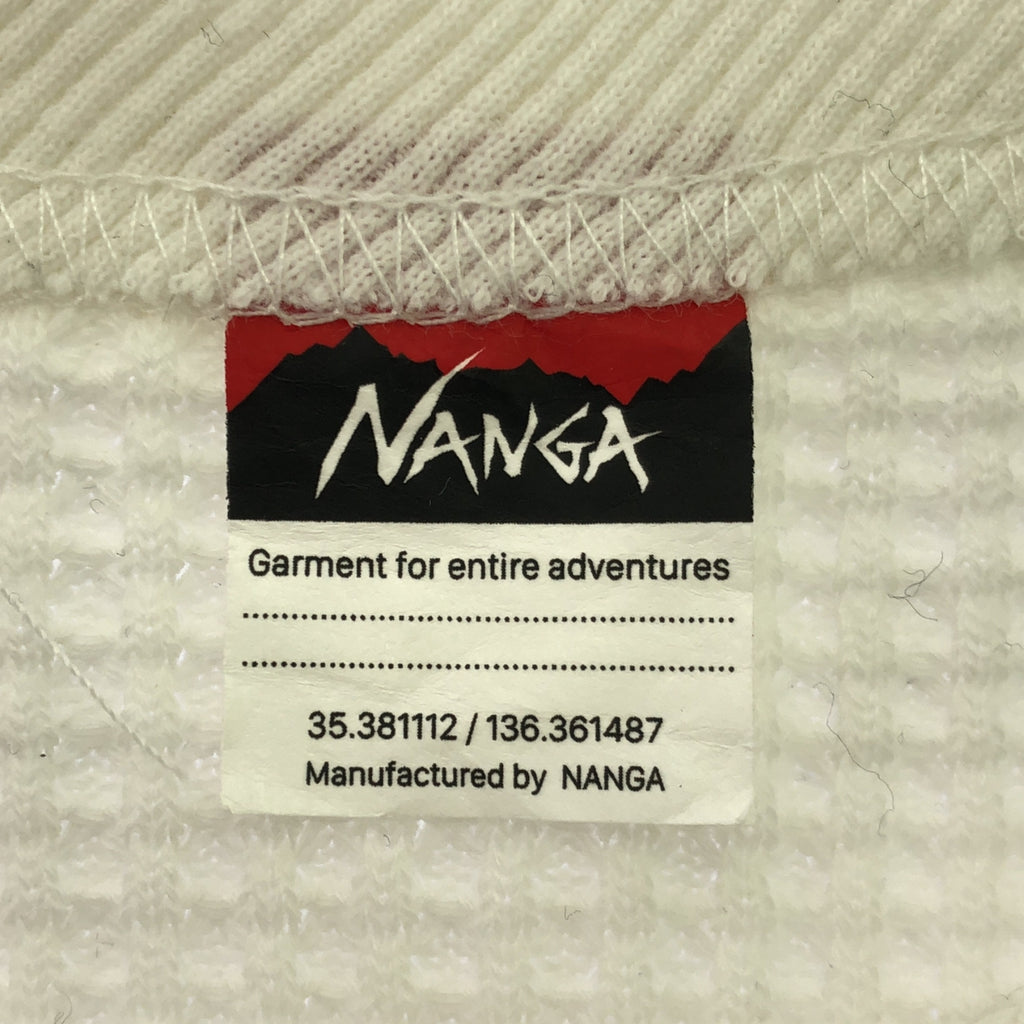 NANGA
Garment for entire adventures
35.381112 / 136.361487
Manufactured by NANGA